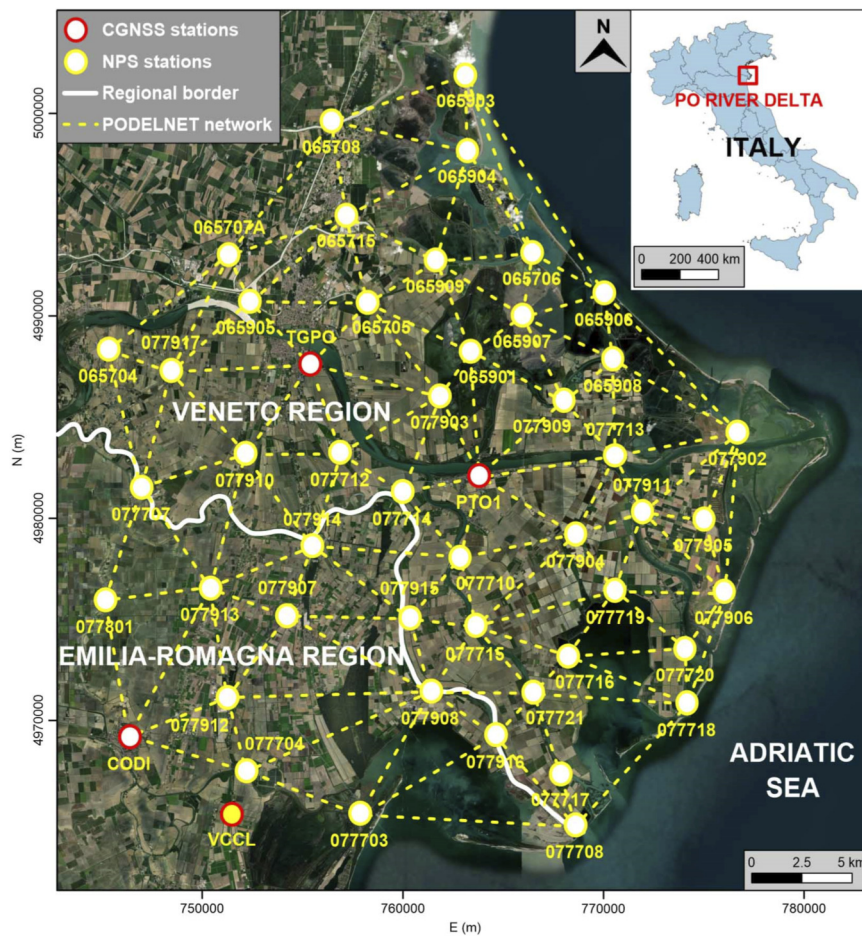 CGNSS stations
NPS stations
Regional border
PODELNET network
PO RIVER DELTA
ITALY
0 200 400 km
065903
065708
065904
065707A
065715
065909
065706
065906
077917
065905
TGPO
065705
065907
065704
065901
065908
VENETO REGION
077903
077909
077713
077902
077910
077712
077911
077707
077914
077714
PTO1
077905
077904
077710
077907
077915
077801
077913
077719
077906
077715
EMILIA-ROMAGNA REGION
077716
077720
077912
077908
077721
077718
077704
077916
CODI
ADRIATIC
SEA
077717
VCCL
077703
077708
0 2.5 5 km
5000000
4990000
4980000
4970000
N (m)
750000 760000 770000 780000
E (m)